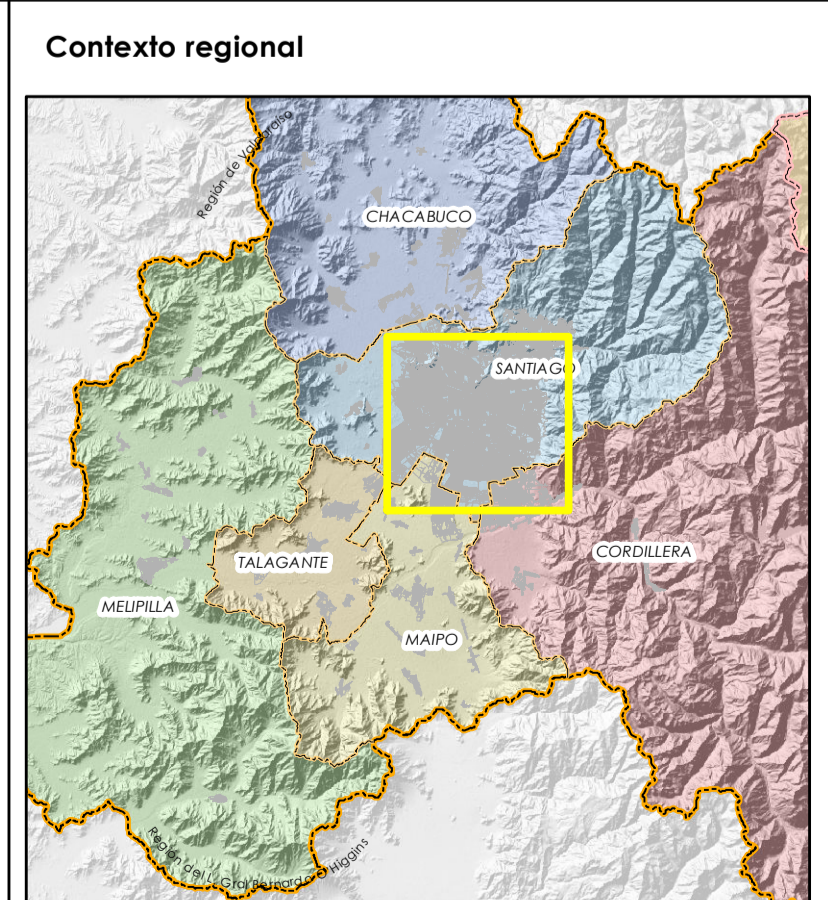 Contexto regional
Región de Valparaíso
CHACABUCO
SANTIAGO
CORDILLERA
TALAGANTE
MELIPILLA
MAIPO
Región del L. Gral Bernardo O'Higgins